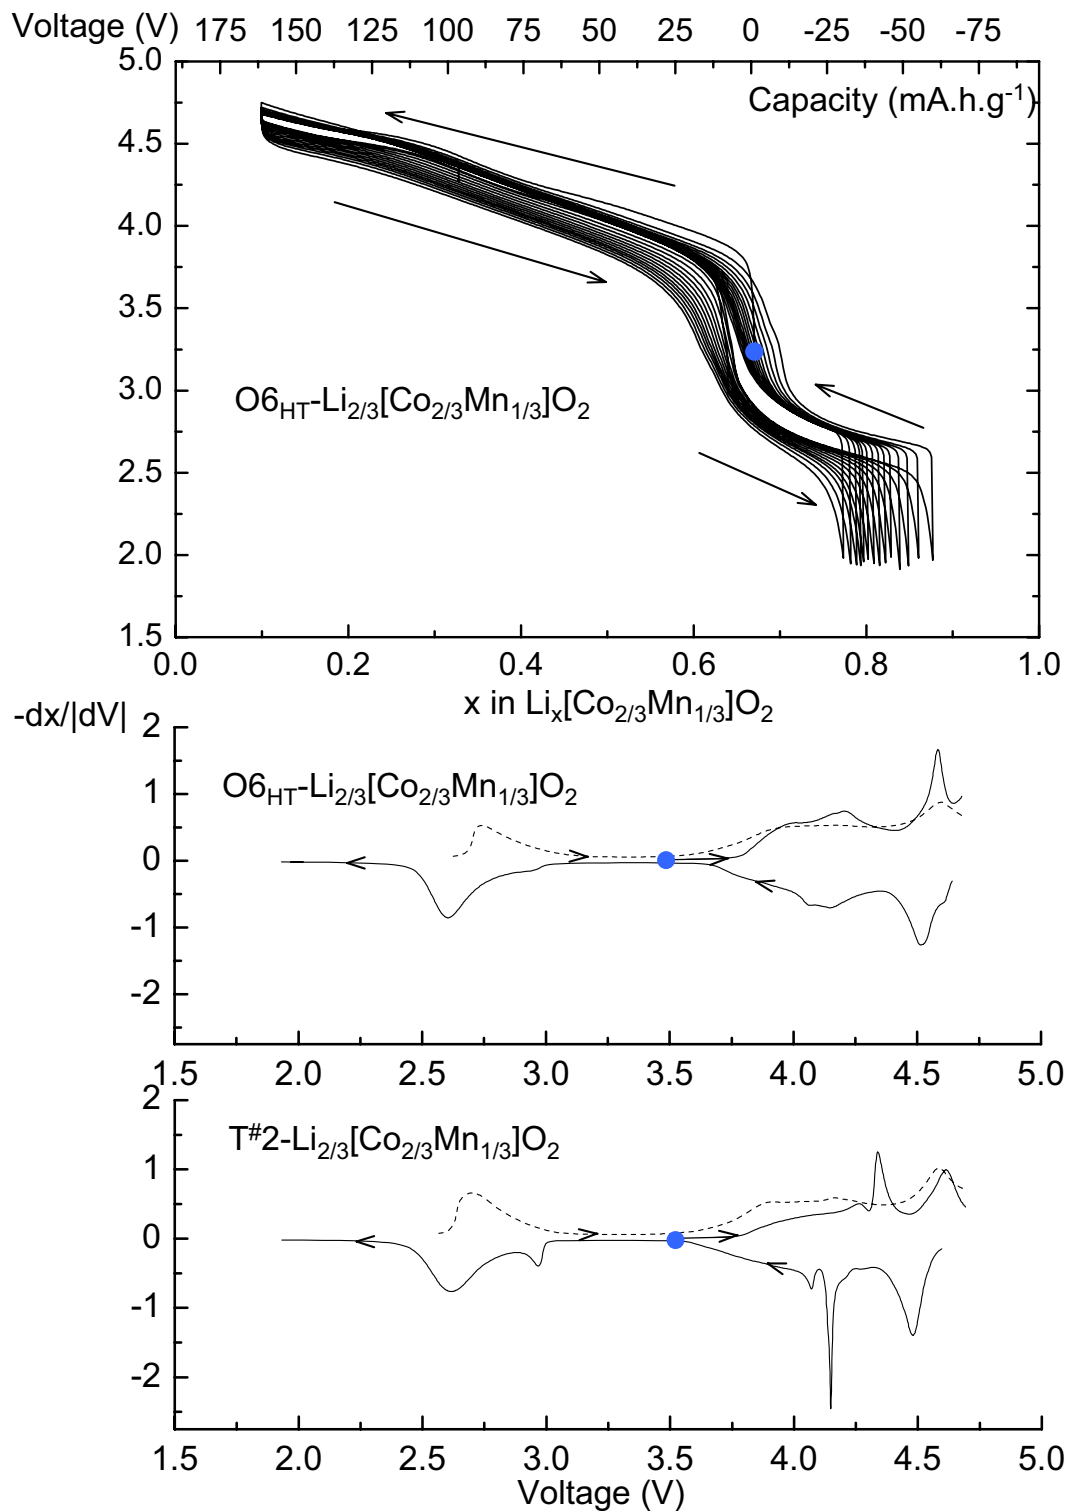 Voltage (V) 175 150 125 100 75 50 25 0 -25 -50 -75
Capacity (mA.h.g-1)
5.0
4.5
4.0
3.5
3.0
2.5
2.0
1.5
O6HT-Li2/3[Co2/3Mn1/3]O2
0.0 0.2 0.4 0.6 0.8 1.0
x in Lix[Co2/3Mn1/3]O2
-dx/|dV|
2
1
0
-1
-2
O6HT-Li2/3[Co2/3Mn1/3]O2
1.5 2.0 2.5 3.0 3.5 4.0 4.5 5.0
2
1
0
-1
-2
T#2-Li2/3[Co2/3Mn1/3]O2
1.5 2.0 2.5 3.0 3.5 4.0 4.5 5.0
Voltage (V)